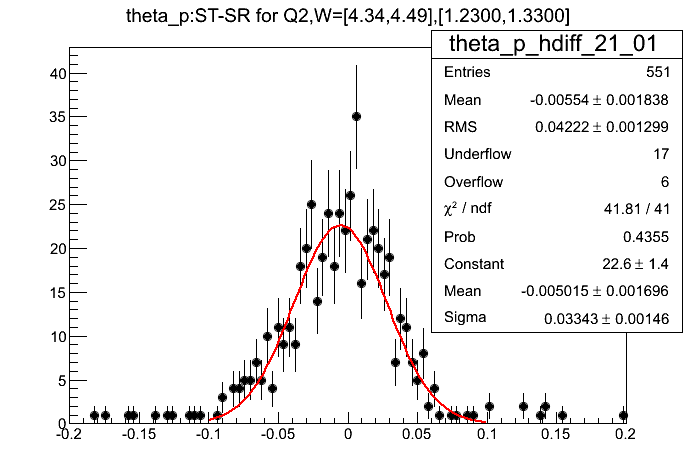 theta_p:ST-SR for Q2,W=[4.34,4.49],[1.2300,1.3300]
theta_p_hdiff_21_01
Entries 551
Mean -0.00554 ± 0.001838
RMS 0.04222 ± 0.001299
Underflow 17
Overflow 6
χ² / ndf 41.81 / 41
Prob 0.4355
Constant 22.6 ± 1.4
Mean -0.005015 ± 0.001696
Sigma 0.03343 ± 0.00146
40
35
30
25
20
15
10
5
0
-0.2 -0.15 -0.1 -0.05 0 0.05 0.1 0.15 0.2